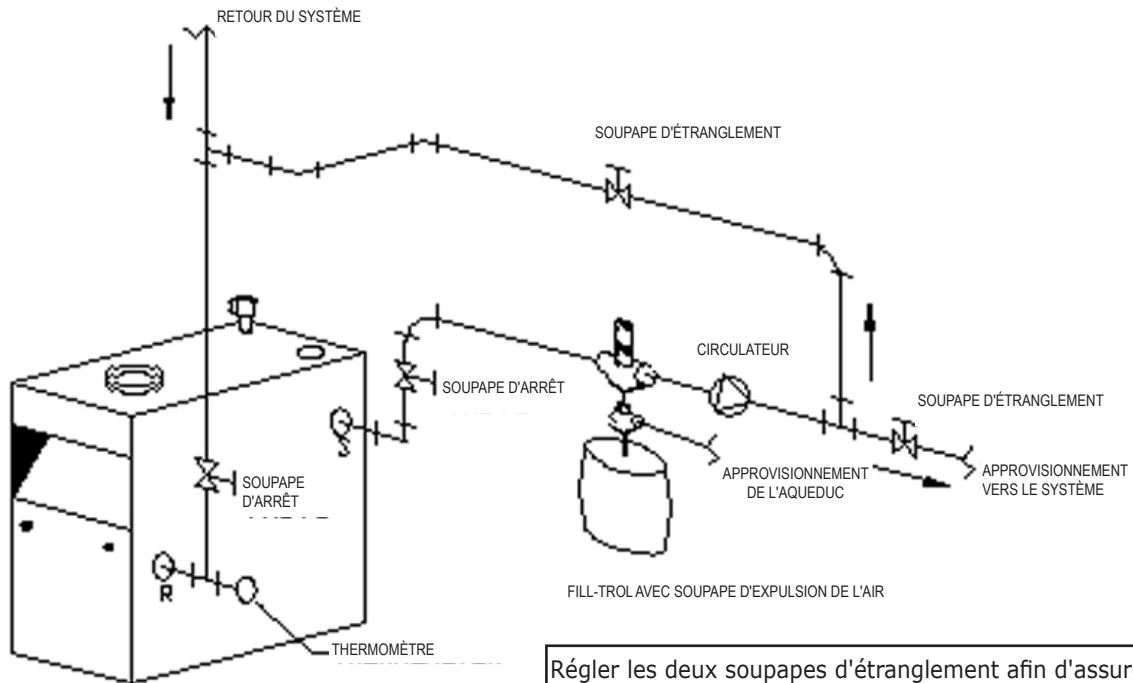 RETOUR DU SYSTÈME
SOUPAPE D'ÉTRANGLEMENT
CIRCULATEUR
SOUPAPE D'ARRÊT
SOUPAPE D'ÉTRANGLEMENT
S
SOUPAPE
D'ARRÊT
APPROVISIONNEMENT
DE L'AQUEDUC
APPROVISIONNEMENT
VERS LE SYSTÈME
R
FILL-TROL AVEC SOUPAPE D'EXPULSION DE L'AIR
THERMOMÈTRE
Régler les deux soupapes d'étranglement afin d'assur